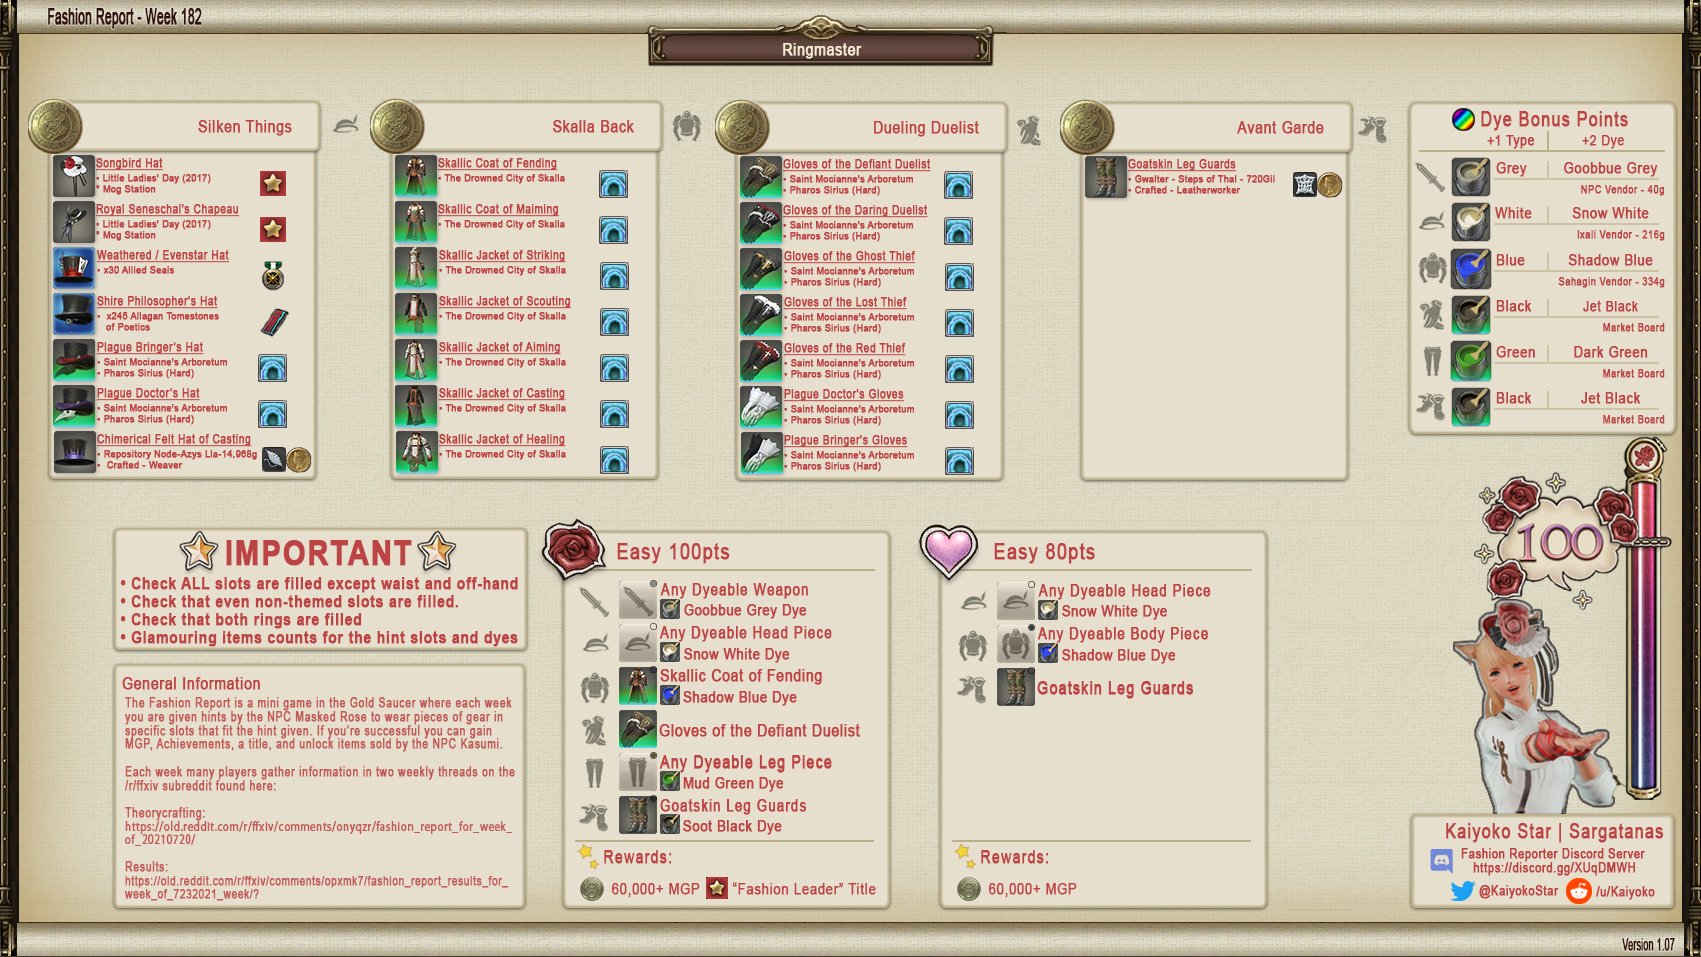 Fashion Report - Week 182
Ringmaster
Silken Things
Songbird Hat
• Little Ladies' Day (2017)
* Mog Station
Royal Seneschal's Chapeau
• Little Ladies' Day (2017)
* Mog Station
Weathered / Evenstar Hat
• x30 Allied Seals
Shire Philosopher's Hat
• x245 Allagan Tomestones
of Poetics
Plague Bringer's Hat
• Saint Mocianne's Arboretum
• Pharos Sirius (Hard)
Plague Doctor's Hat
• Saint Mocianne's Arboretum
• Pharos Sirius (Hard)
Chimerical Felt Hat of Casting
• Repository Node-Azys Lla-14,968g
• Crafted - Weaver
Skalla Back
Skallic Coat of Fending
• The Drowned City of Skalla
Skallic Coat of Maiming
• The Drowned City of Skalla
Skallic Jacket of Striking
• The Drowned City of Skalla
Skallic Jacket of Scouting
• The Drowned City of Skalla
Skallic Jacket of Aiming
• The Drowned City of Skalla
Skallic Jacket of Casting
• The Drowned City of Skalla
Skallic Jacket of Healing
• The Drowned City of Skalla
Dueling Duelist
Gloves of the Defiant Duelist
• Saint Mocianne's Arboretum
• Pharos Sirius (Hard)
Gloves of the Daring Duelist
• Saint Mocianne's Arboretum
• Pharos Sirius (Hard)
Gloves of the Ghost Thief
• Saint Mocianne's Arboretum
• Pharos Sirius (Hard)
Gloves of the Lost Thief
• Saint Mocianne's Arboretum
• Pharos Sirius (Hard)
Gloves of the Red Thief
• Saint Mocianne's Arboretum
• Pharos Sirius (Hard)
Plague Doctor's Gloves
• Saint Mocianne's Arboretum
• Pharos Sirius (Hard)
Plague Bringer's Gloves
• Saint Mocianne's Arboretum
• Pharos Sirius (Hard)
Avant Garde
Goatskin Leg Guards
• Gwalter - Steps of Thal - 720Gil
• Crafted - Leatherworker
Dye Bonus Points
+1 Type | +2 Dye
Grey | Goobbue Grey
NPC Vendor - 40g
White | Snow White
Ixali Vendor - 216g
Blue | Shadow Blue
Sahagin Vendor - 334g
Black | Jet Black
Market Board
Green | Dark Green
Market Board
Black | Jet Black
Market Board
100
IMPORTANT
• Check ALL slots are filled except waist and off-hand
• Check that even non-themed slots are filled.
• Check that both rings are filled
• Glamouring items counts for the hint slots and dyes
General Information
The Fashion Report is a mini game in the Gold Saucer where each week
you are given hints by the NPC Masked Rose to wear pieces of gear in
specific slots that fit the hint given. If you're successful you can gain
MGP, Achievements, a title, and unlock items sold by the NPC Kasumi.
Each week many players gather information in two weekly threads on the
/r/ffxiv subreddit found here:
Theorycrafting:
https://old.reddit.com/r/ffxiv/comments/onyqzr/fashion_report_for_week_
of_20210720/
Results:
https://old.reddit.com/r/ffxiv/comments/opxmk7/fashion_report_results_for_
week_of_7232021_week/?
Easy 100pts
Any Dyeable Weapon
Goobbue Grey Dye
Any Dyeable Head Piece
Snow White Dye
Skallic Coat of Fending
Shadow Blue Dye
Gloves of the Defiant Duelist
Any Dyeable Leg Piece
Mud Green Dye
Goatskin Leg Guards
Soot Black Dye
Rewards:
60,000+ MGP "Fashion Leader" Title
Easy 80pts
Any Dyeable Head Piece
Snow White Dye
Any Dyeable Body Piece
Shadow Blue Dye
Goatskin Leg Guards
Rewards:
60,000+ MGP
Kaiyoko Star | Sargatanas
Fashion Reporter Discord Server
https://discord.gg/XUqDMWH
@KaiyokoStar /u/Kaiyoko
Version 1.07